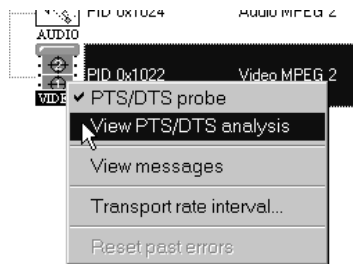 PID 0x1024 Audio MPEG 2
AUDIO
PID 0x1022 Video MPEG 2
VIDE
PTS/DTS probe
View PTS/DTS analysis
View messages
Transport rate interval...
Reset past errors